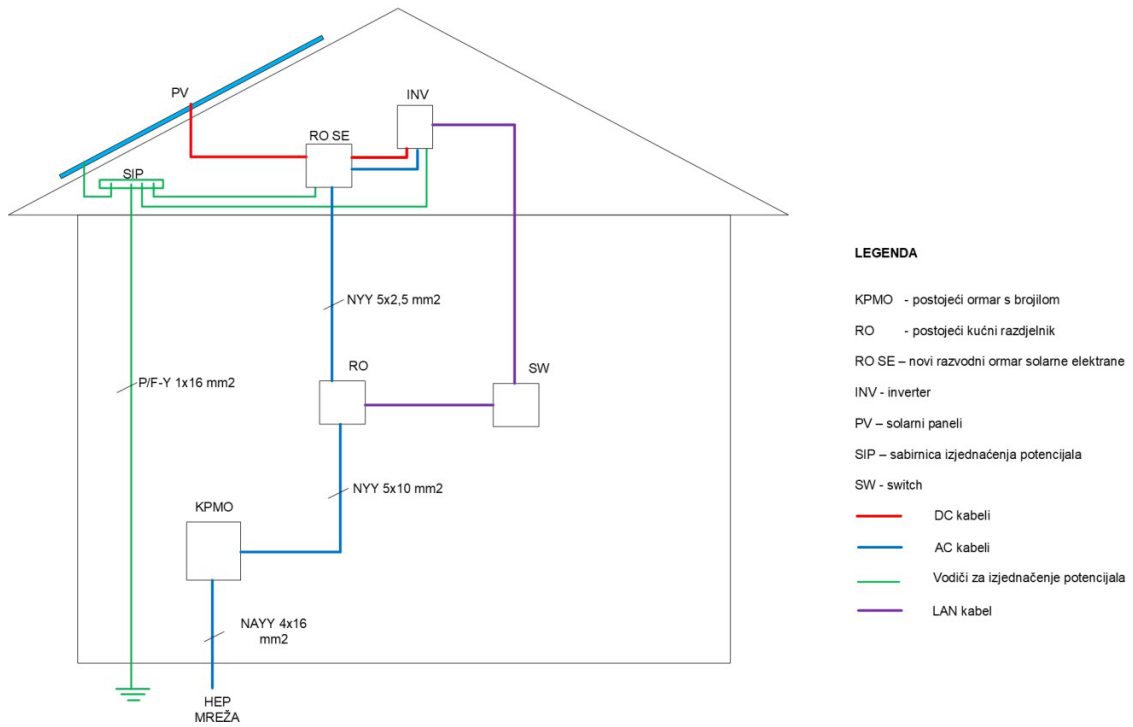 PV
INV
RO SE
SIP
NYY 5x2,5 mm2
P/F-Y 1x16 mm2
RO
SW
NYY 5x10 mm2
KPMO
NAYY 4x16
mm2
HEP
MREŽA
LEGENDA
KPMO - postojeći ormar s brojilom
RO - postojeći kućni razdjelnik
RO SE – novi razvodni ormar solarne elektrane
INV - inverter
PV – solarni paneli
SIP – sabirnica izjednaćenja potencijala
SW - switch
DC kabeli
AC kabeli
Vodiči za izjednačenje potencijala
LAN kabel